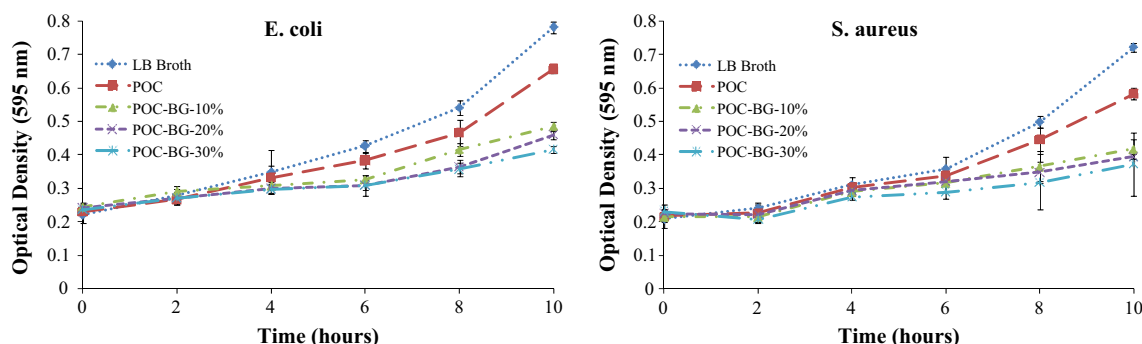 E. coli
Optical Density (595 nm)
0.8
0.7
0.6
0.5
0.4
0.3
0.2
0.1
0
LB Broth
POC
POC-BG-10%
POC-BG-20%
POC-BG-30%
0 2 4 6 8 10
Time (hours)
S. aureus
Optical Density (595 nm)
0.8
0.7
0.6
0.5
0.4
0.3
0.2
0.1
0
LB Broth
POC
POC-BG-10%
POC-BG-20%
POC-BG-30%
0 2 4 6 8 10
Time (hours)